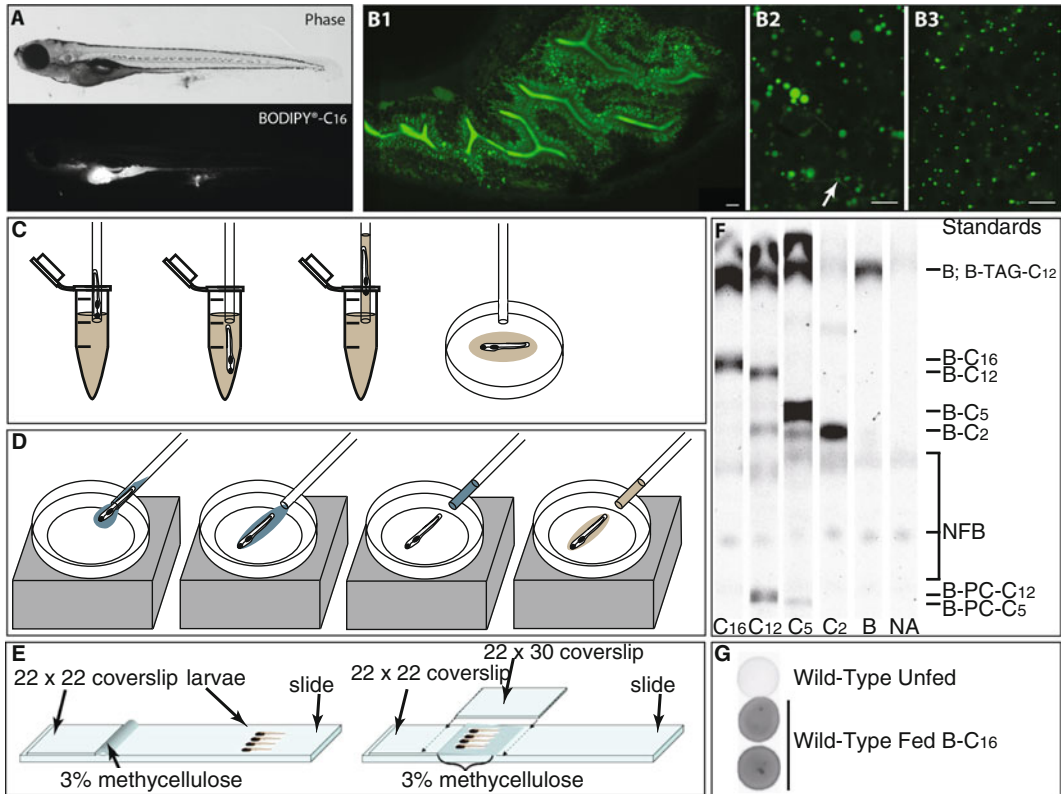 A
Phase
BODIPY®-C16
B1
B2
B3
C
D
E
22 x 22 coverslip
larvae
slide
3% methycellulose
22 x 30 coverslip
22 x 22 coverslip
slide
3% methycellulose
F
Standards
B; B-TAG-C12
B-C16
B-C12
B-C5
B-C2
NFB
B-PC-C12
B-PC-C5
C16 C12 C5 C2 B NA
G
Wild-Type Unfed
Wild-Type Fed B-C16